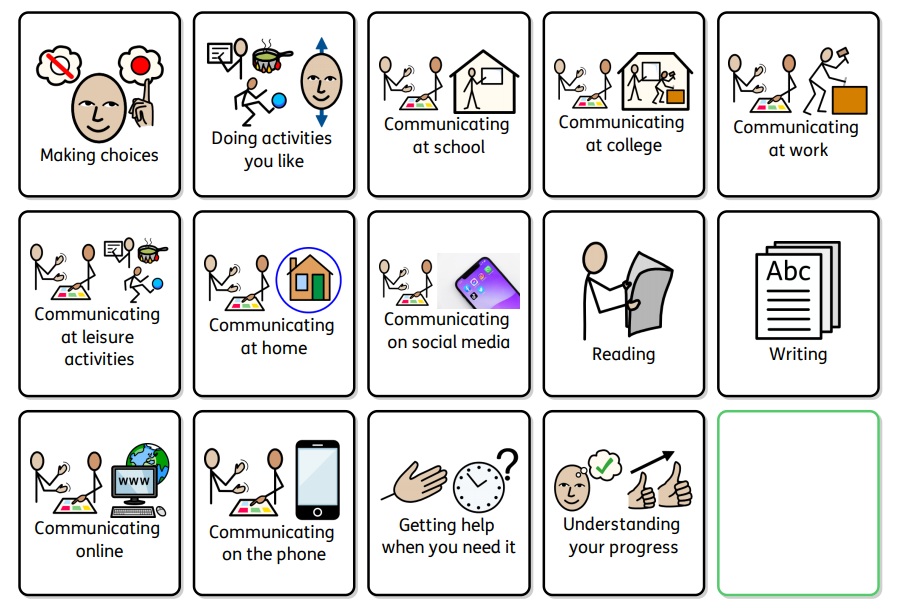 Making choices
Doing activities
you like
Communicating
at school
Communicating
at college
Communicating
at work
Communicating
at leisure
activities
Communicating
at home
Communicating
on social media
Reading
Abc
Writing
www
Communicating
online
Communicating
on the phone
?
Getting help
when you need it
Understanding
your progress